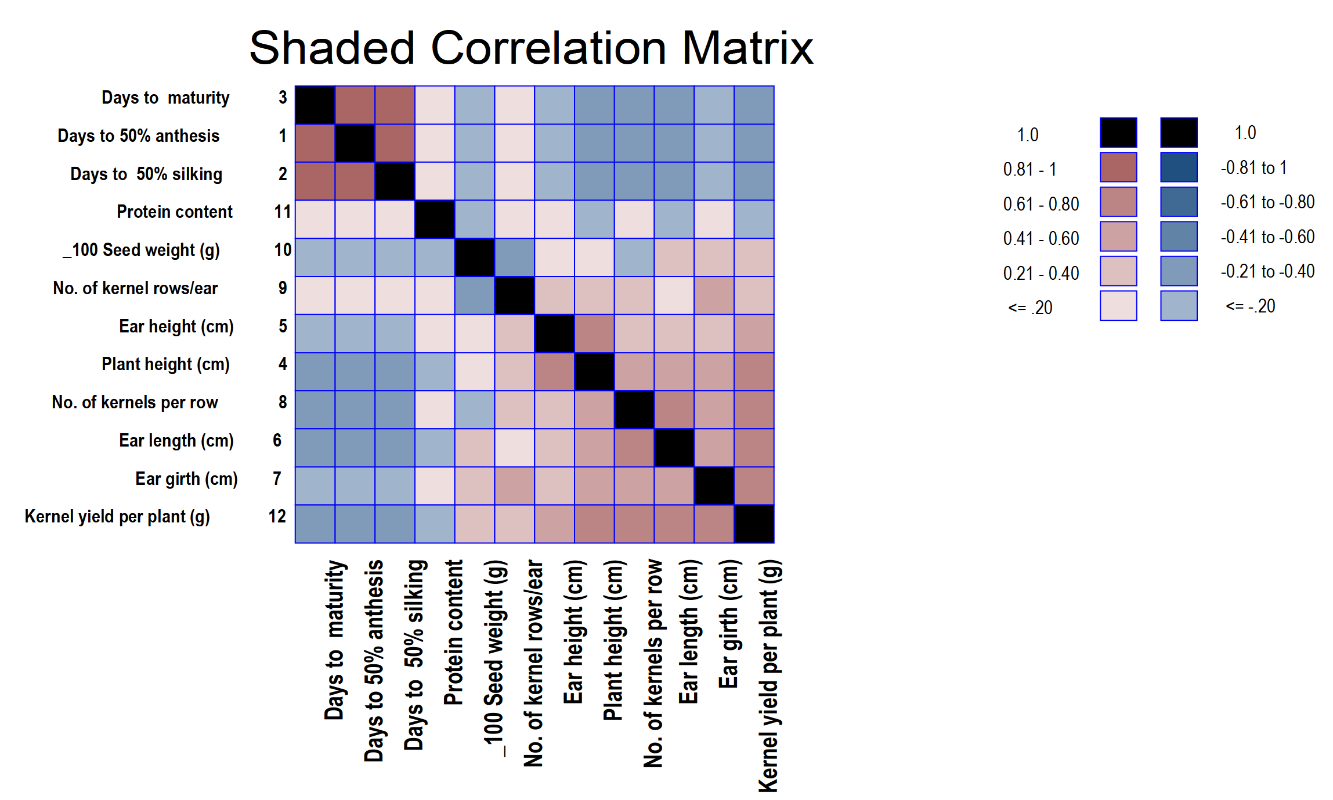 Shaded Correlation Matrix
Days to maturity 3
Days to 50% anthesis 1
Days to 50% silking 2
Protein content 11
_100 Seed weight (g) 10
No. of kernel rows/ear 9
Ear height (cm) 5
Plant height (cm) 4
No. of kernels per row 8
Ear length (cm) 6
Ear girth (cm) 7
Kernel yield per plant (g) 12
Days to maturity
Days to 50% anthesis
Days to 50% silking
Protein content
_100 Seed weight (g)
No. of kernel rows/ear
Ear height (cm)
Plant height (cm)
No. of kernels per row
Ear length (cm)
Ear girth (cm)
Kernel yield per plant (g)
1.0 1.0
0.81 - 1 -0.81 to 1
0.61 - 0.80 -0.61 to -0.80
0.41 - 0.60 -0.41 to -0.60
0.21 - 0.40 -0.21 to -0.40
<= .20 <= -.20